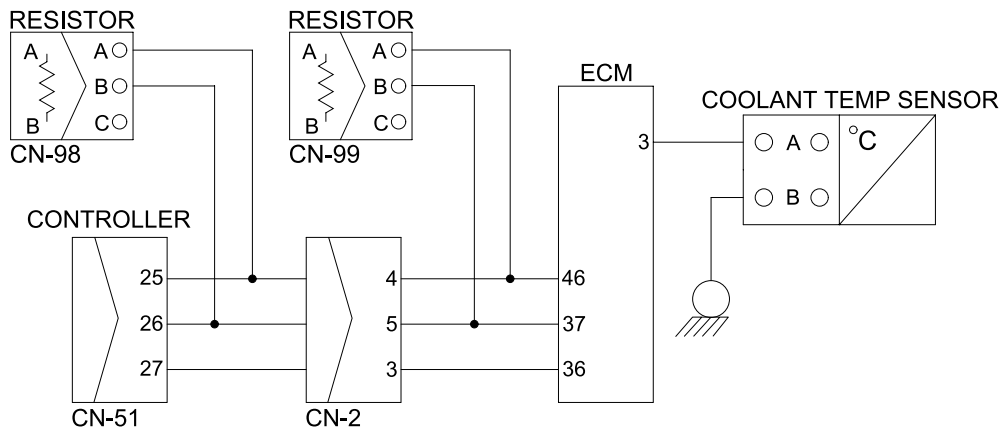 RESISTOR
A
B
A
B
C
CN-98
RESISTOR
A
B
A
B
C
CN-99
ECM
3
46
37
36
COOLANT TEMP SENSOR
A
B
°C
CONTROLLER
25
26
27
CN-51
4
5
3
CN-2